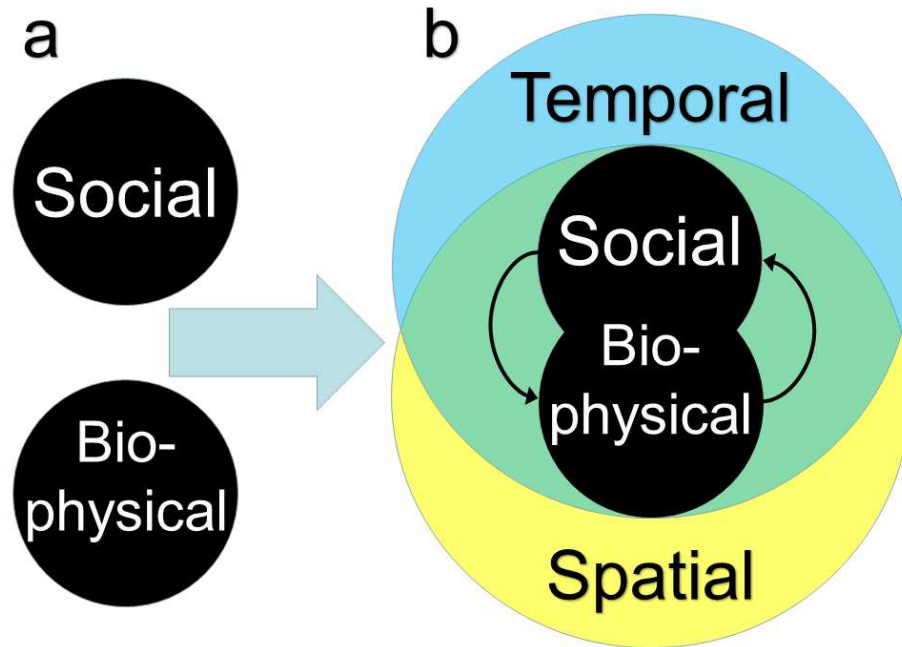 a
Social
Bio-
physical
b
Temporal
Social
Bio-
physical
Spatial